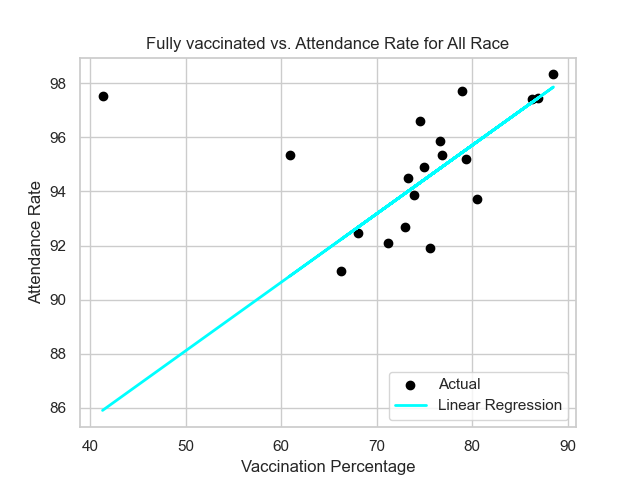 Fully vaccinated vs. Attendance Rate for All Race
98
96
94
92
90
88
86
Attendance Rate
Actual
Linear Regression
40 50 60 70 80 90
Vaccination Percentage